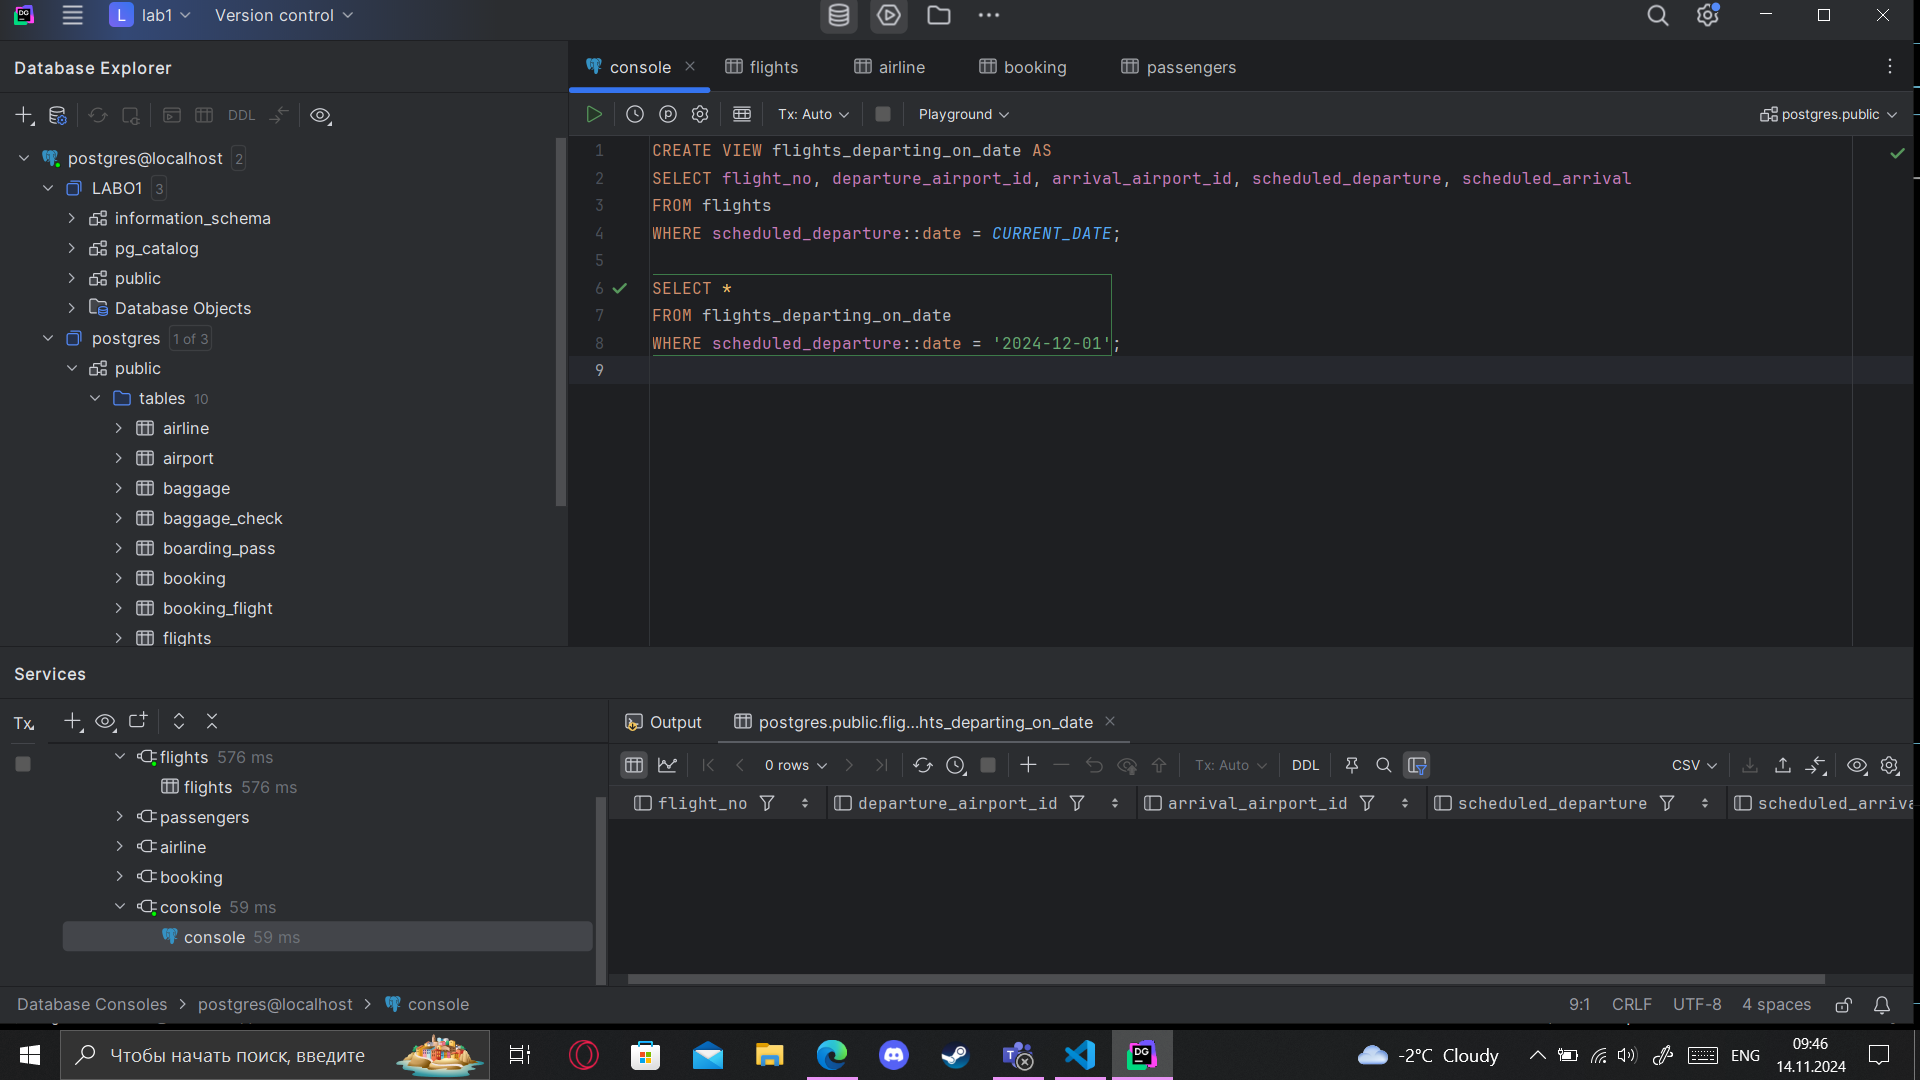 L lab1 Version control
Database Explorer
console flights airline booking passengers
DDL
Tx: Auto Playground postgres.public
postgres@localhost 2
LABO1 3
information_schema
pg_catalog
public
Database Objects
postgres 1 of 3
public
tables 10
airline
airport
baggage
baggage_check
boarding_pass
booking
booking_flight
flights
1 CREATE VIEW flights_departing_on_date AS
2 SELECT flight_no, departure_airport_id, arrival_airport_id, scheduled_departure, scheduled_arrival
3 FROM flights
4 WHERE scheduled_departure::date = CURRENT_DATE;
5
6 SELECT *
7 FROM flights_departing_on_date
8 WHERE scheduled_departure::date = '2024-12-01';
9
Services
Tx
flights 576 ms
flights 576 ms
passengers
airline
booking
console 59 ms
console 59 ms
Output postgres.public.flig...hts_departing_on_date
0 rows Tx: Auto DDL CSV
flight_no departure_airport_id arrival_airport_id scheduled_departure scheduled_arriva
Database Consoles > postgres@localhost > console
9:1 CRLF UTF-8 4 spaces
Чтобы начать поиск, введите
-2°C Cloudy ENG
09:46
14.11.2024